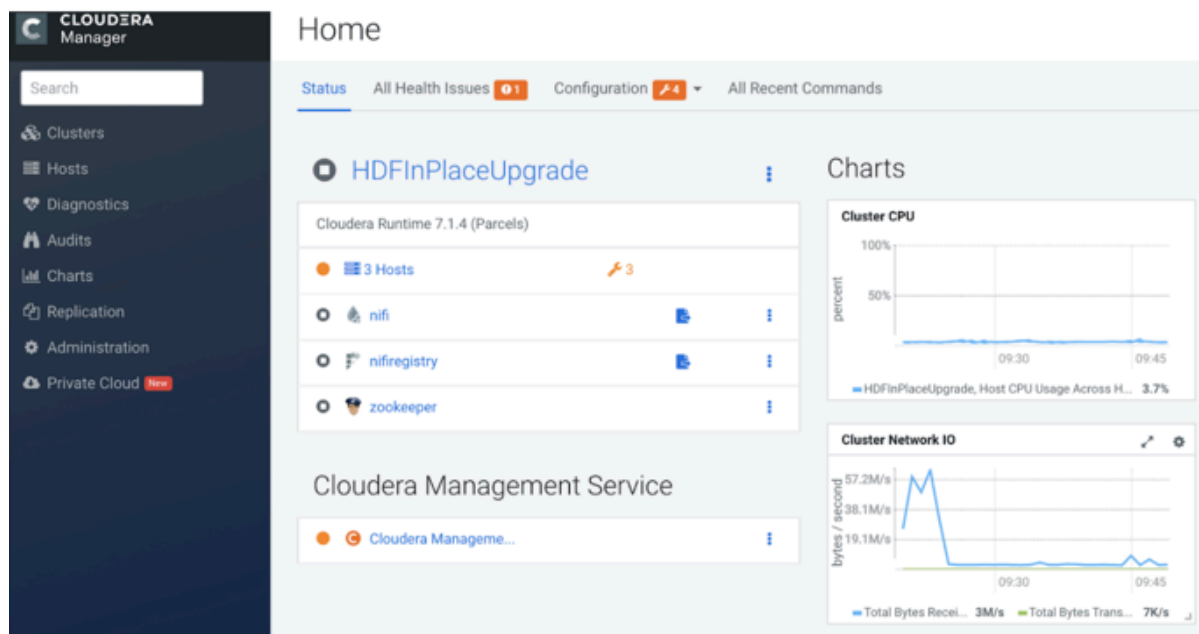 CLOUDERA
Manager
Search
Clusters
Hosts
Diagnostics
Audits
Charts
Replication
Administration
Private Cloud New
Home
Status All Health Issues 1 Configuration 4 All Recent Commands
HDFInPlaceUpgrade
Cloudera Runtime 7.1.4 (Parcels)
3 Hosts 3
nifi
nifiregistry
zookeeper
Cloudera Management Service
Cloudera Manageme...
Charts
Cluster CPU
percent
100%
50%
09:30 09:45
HDFInPlaceUpgrade, Host CPU Usage Across H... 3.7%
Cluster Network IO
bytes / second
57.2M/s
38.1M/s
19.1M/s
09:30 09:45
Total Bytes Recei... 3M/s Total Bytes Trans... 7K/s